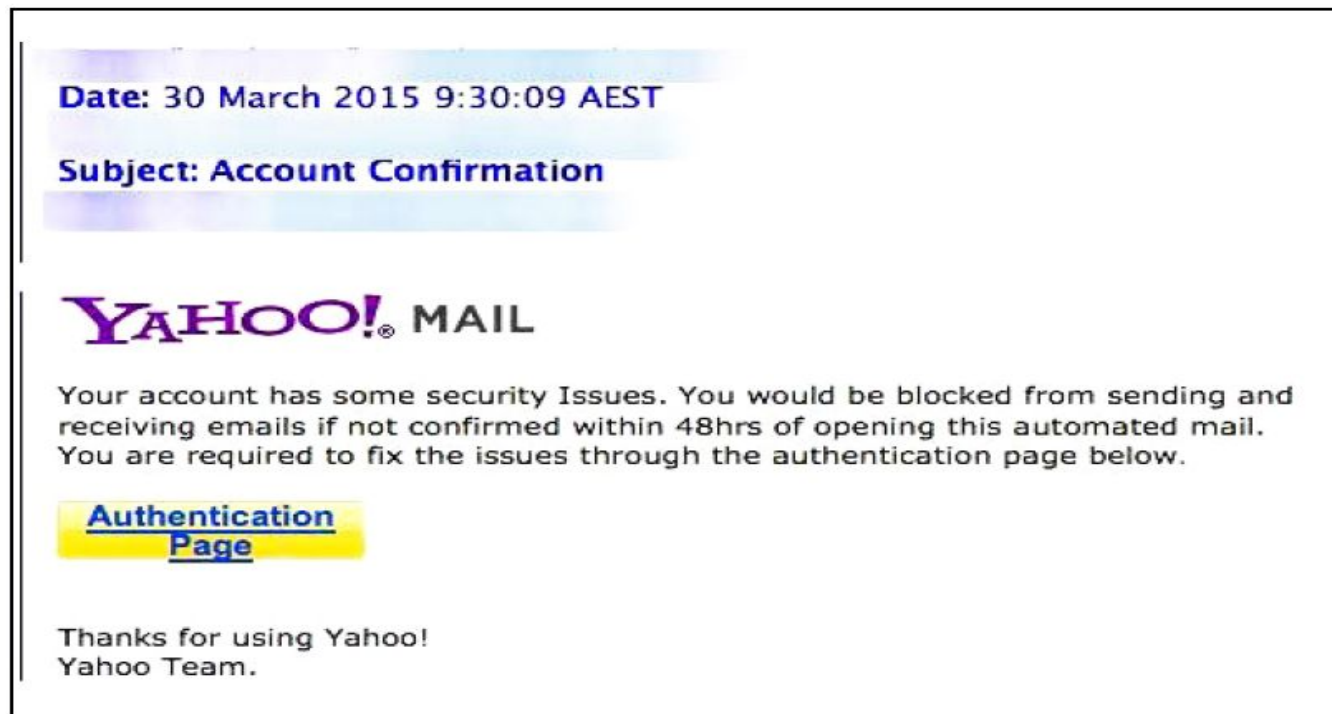 Date: 30 March 2015 9:30:09 AEST
Subject: Account Confirmation
YAHOO!® MAIL
Your account has some security Issues. You would be blocked from sending and
receiving emails if not confirmed within 48hrs of opening this automated mail.
You are required to fix the issues through the authentication page below.
Authentication
Page
Thanks for using Yahoo!
Yahoo Team.